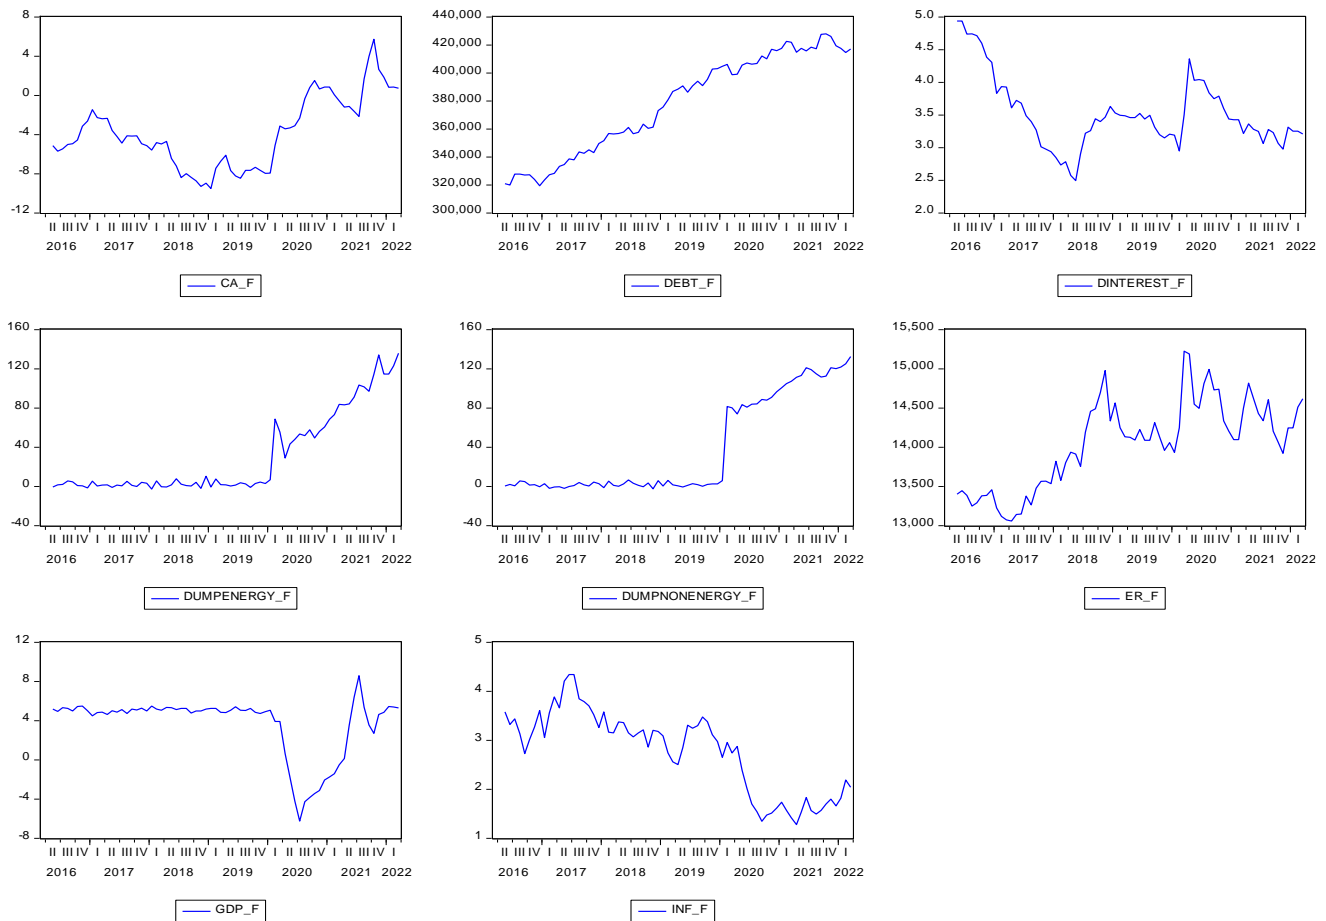 8
4
0
-4
-8
-12
II III IV I II III IV I II III IV I II III IV I II III IV I II III IV I
2016 2017 2018 2019 2020 2021 2022
CA_F
440,000
420,000
400,000
380,000
360,000
340,000
320,000
300,000
II III IV I II III IV I II III IV I II III IV I II III IV I II III IV I
2016 2017 2018 2019 2020 2021 2022
DEBT_F
5.0
4.5
4.0
3.5
3.0
2.5
2.0
II III IV I II III IV I II III IV I II III IV I II III IV I II III IV I
2016 2017 2018 2019 2020 2021 2022
DINTEREST_F
160
120
80
40
0
-40
II III IV I II III IV I II III IV I II III IV I II III IV I II III IV I
2016 2017 2018 2019 2020 2021 2022
DUMPENERGY_F
160
120
80
40
0
-40
II III IV I II III IV I II III IV I II III IV I II III IV I II III IV I
2016 2017 2018 2019 2020 2021 2022
DUMPNONENERGY_F
15,500
15,000
14,500
14,000
13,500
13,000
II III IV I II III IV I II III IV I II III IV I II III IV I II III IV I
2016 2017 2018 2019 2020 2021 2022
ER_F
12
8
4
0
-4
-8
II III IV I II III IV I II III IV I II III IV I II III IV I II III IV I
2016 2017 2018 2019 2020 2021 2022
GDP_F
5
4
3
2
1
II III IV I II III IV I II III IV I II III IV I II III IV I II III IV I
2016 2017 2018 2019 2020 2021 2022
INF_F